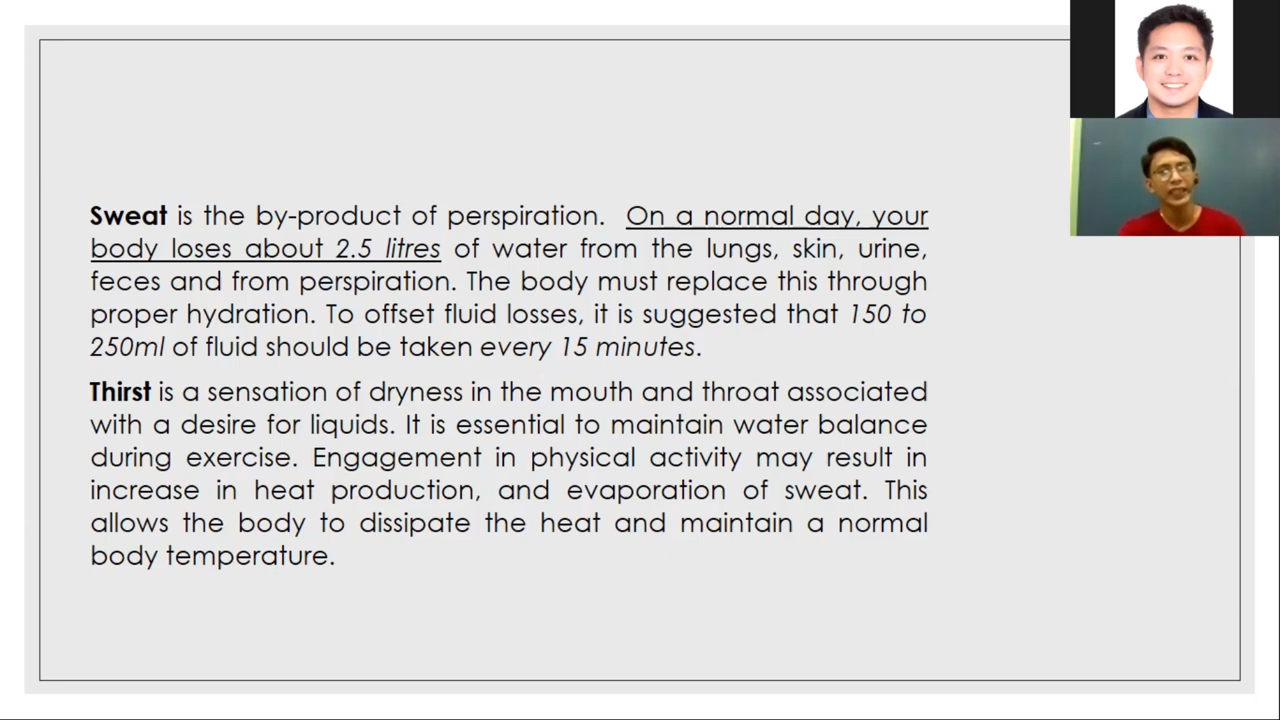 Sweat is the by-product of perspiration. On a normal day, your
body loses about 2.5 litres of water from the lungs, skin, urine,
feces and from perspiration. The body must replace this through
proper hydration. To offset fluid losses, it is suggested that 150 to
250ml of fluid should be taken every 15 minutes.
Thirst is a sensation of dryness in the mouth and throat associated
with a desire for liquids. It is essential to maintain water balance
during exercise. Engagement in physical activity may result in
increase in heat production, and evaporation of sweat. This
allows the body to dissipate the heat and maintain a normal
body temperature.